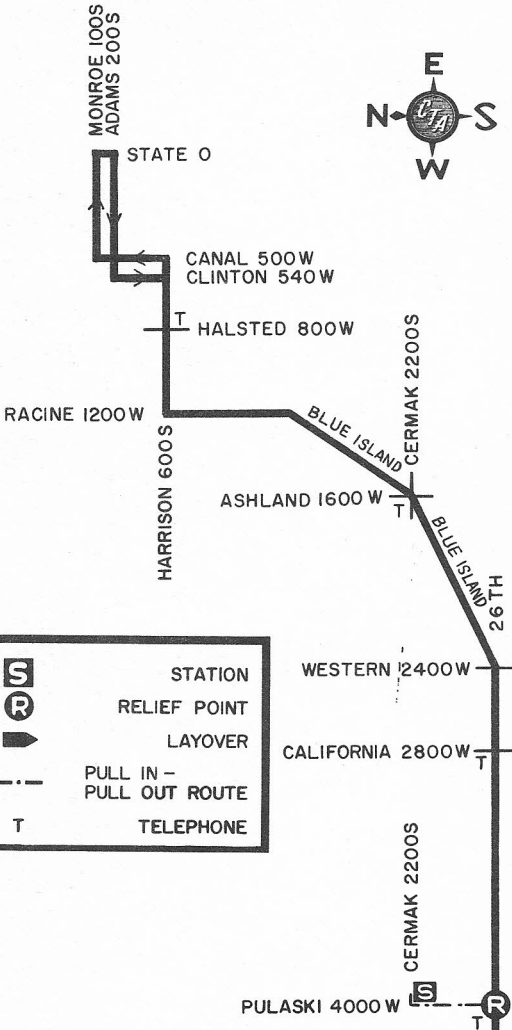 MONROE 100S
ADAMS 200S
E
N CTA S
W
STATE 0
CANAL 500W
CLINTON 540W
T
HALSTED 800W
CERMAK 2200S
RACINE 1200W
BLUE ISLAND
HARRISON 600S
ASHLAND 1600W
T
BLUE ISLAND
26TH
S STATION
R RELIEF POINT
LAYOVER
PULL IN –
PULL OUT ROUTE
T TELEPHONE
WESTERN 2400W
CALIFORNIA 2800W
T
CERMAK 2200S
PULASKI 4000W
S
R
T